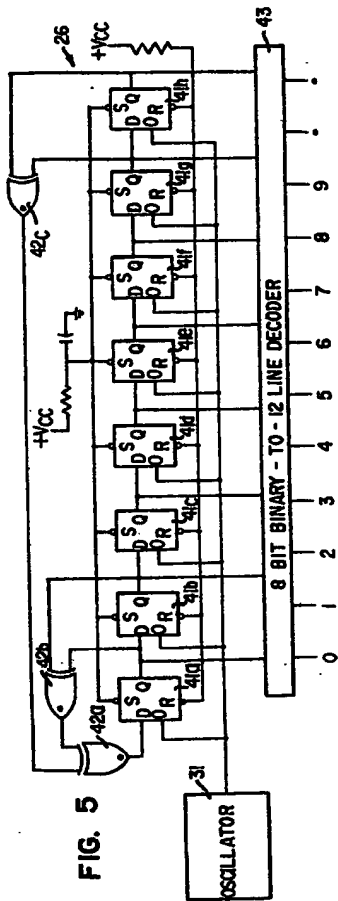 FIG. 5
26
+VCC
43
42c
+VCC
42b
42a
31
OSCILLATOR
S Q
D O R
41a
S Q
D O R
41b
S Q
D O R
41c
S Q
D O R
41d
S Q
D O R
41e
S Q
D O R
41f
S Q
D O R
41g
S Q
D O R
41h
8 BIT BINARY - TO - 12 LINE DECODER
0 1 2 3 4 5 6 7 8 9 • •